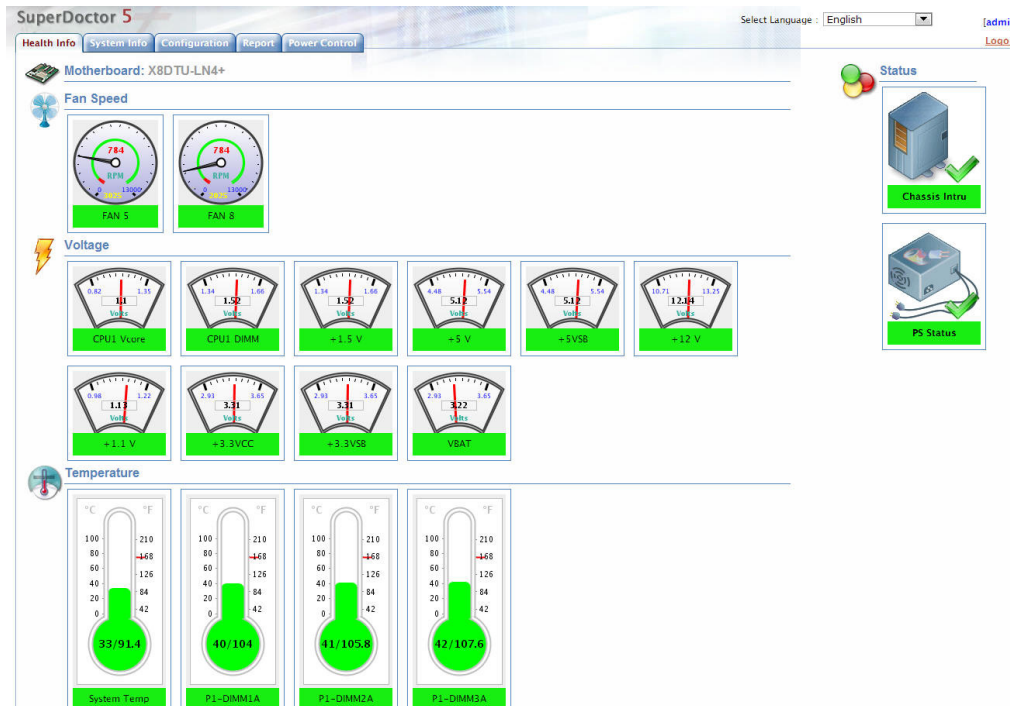 SuperDoctor 5
Select Language : English
[admi
Logo
Health Info System Info Configuration Report Power Control
Motherboard: X8DTU-LN4+
Status
Fan Speed
784 784
RPM RPM
0 13000 0 13000
3825 2025
FAN 5 FAN 8
Chassis Intru
Voltage
0.82 1.35 1.34 1.66 1.34 1.66 4.48 5.54 4.48 5.54 10.71 13.25
1.1 1.52 1.52 5.12 5.12 12.14
Volts Volts Volts Volts Volts Volts
CPU1 Vcore CPU1 DIMM +1.5 V +5 V +5VSB +12 V
PS Status
0.98 1.22 2.93 3.65 2.93 3.65 2.93 3.65
1.13 3.31 3.31 3.22
Volts Volts Volts Volts
+1.1 V +3.3VCC +3.3VSB VBAT
Temperature
°C °F °C °F °C °F °C °F
100 210 100 210 100 210 100 210
80 168 80 168 80 168 80 168
60 126 60 126 60 126 60 126
40 84 40 84 40 84 40 84
20 42 20 42 20 42 20 42
0 0 0 0
33/91.4 40/104 41/105.8 42/107.6
System Temp P1-DIMM1A P1-DIMM2A P1-DIMM3A